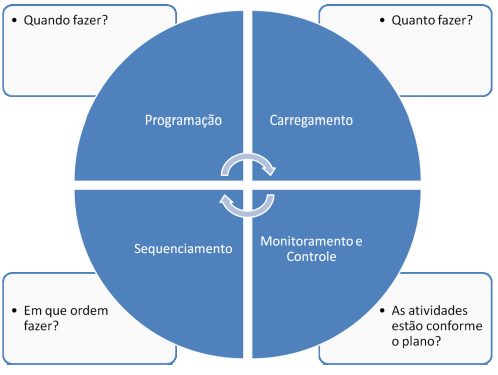 • Quando fazer?
• Quanto fazer?
Programação
Carregamento
Sequenciamento
Monitoramento e
Controle
• Em que ordem
fazer?
• As atividades
estão conforme
o plano?